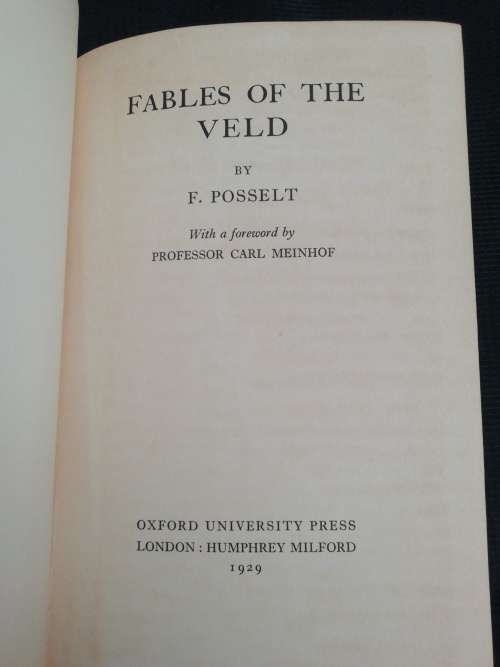 FABLES OF THE
VELD
BY
F. POSSELT
With a foreword by
PROFESSOR CARL MEINHOF
OXFORD UNIVERSITY PRESS
LONDON : HUMPHREY MILFORD
1929